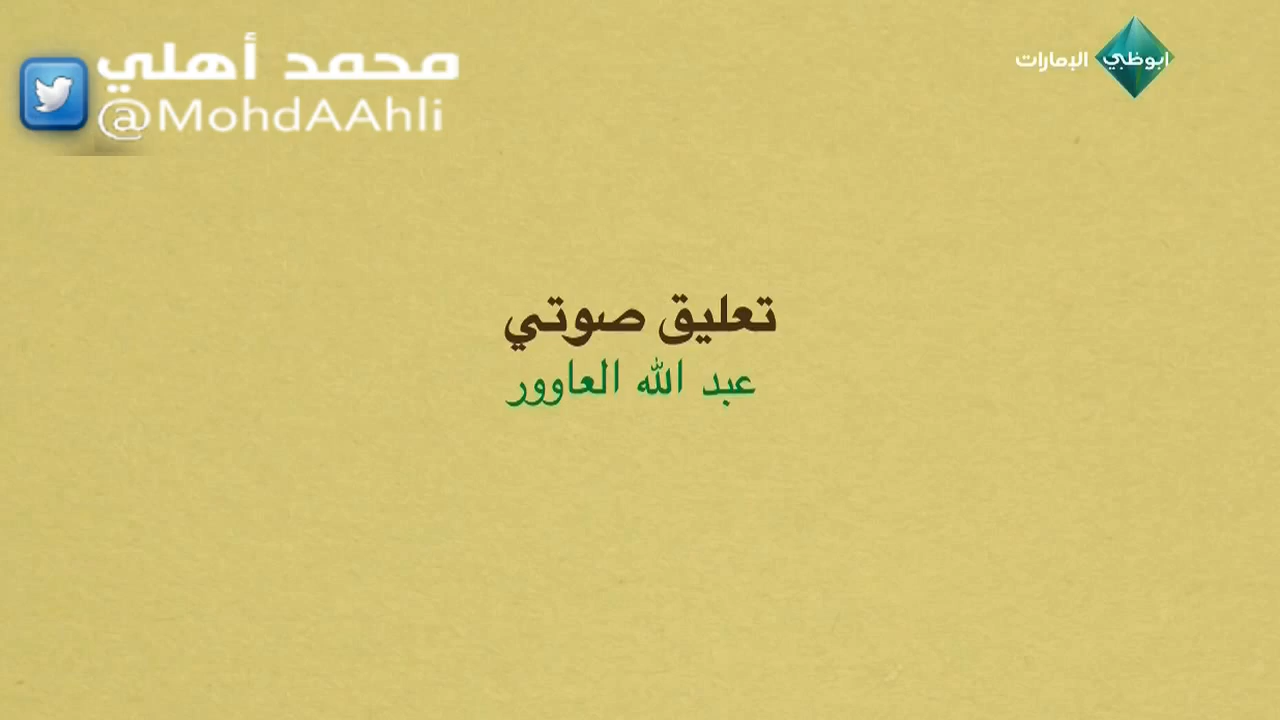 محمد أهلي
@MohdAAhli
ابوظبي الإمارات
تعليق صوتي
عبد الله العاوور